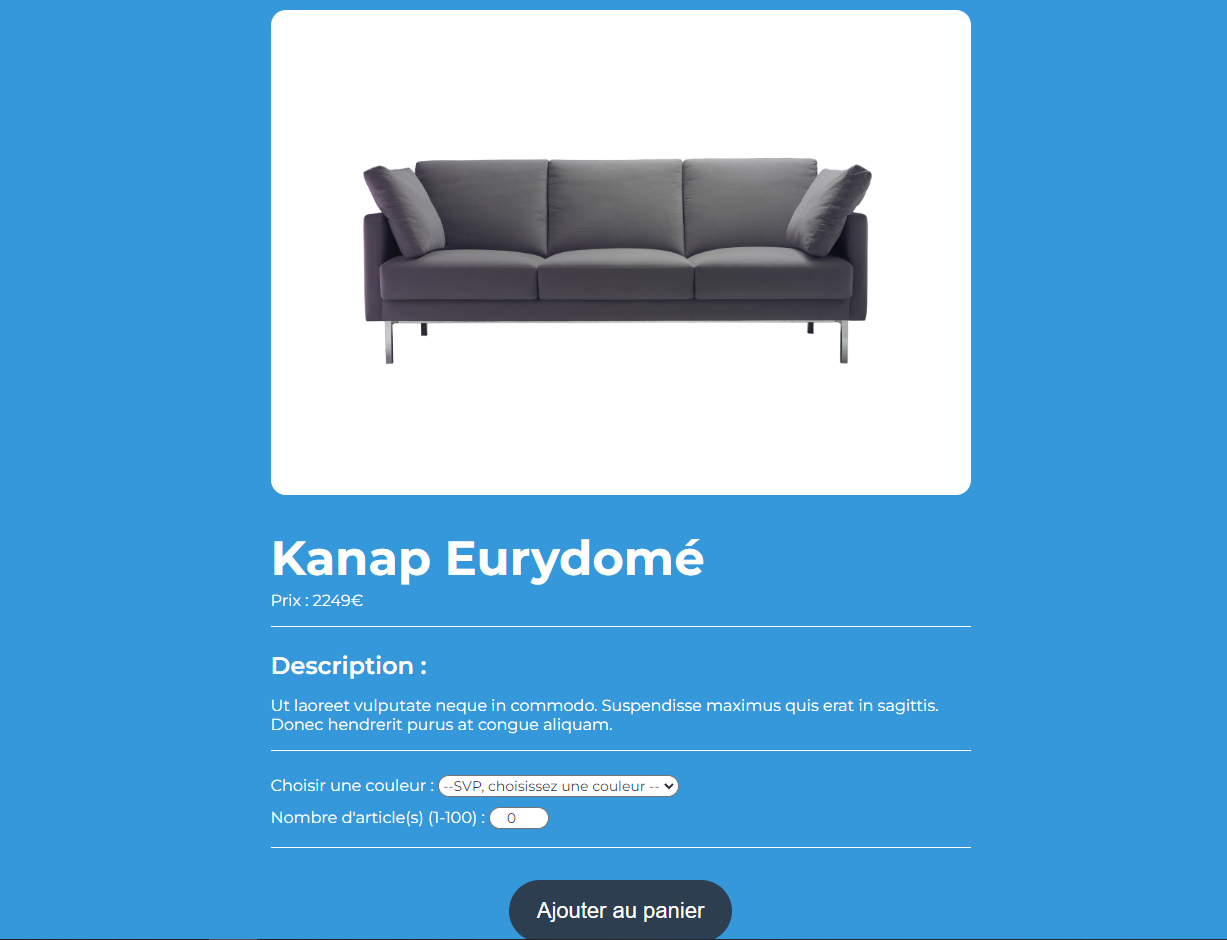 Kanap Eurydomé
Prix : 2249€
Description :
Ut laoreet vulputate neque in commodo. Suspendisse maximus quis erat in sagittis.
Donec hendrerit purus at congue aliquam.
Choisir une couleur : --SVP, choisissez une couleur --
Nombre d'article(s) (1-100) : 0
Ajouter au panier